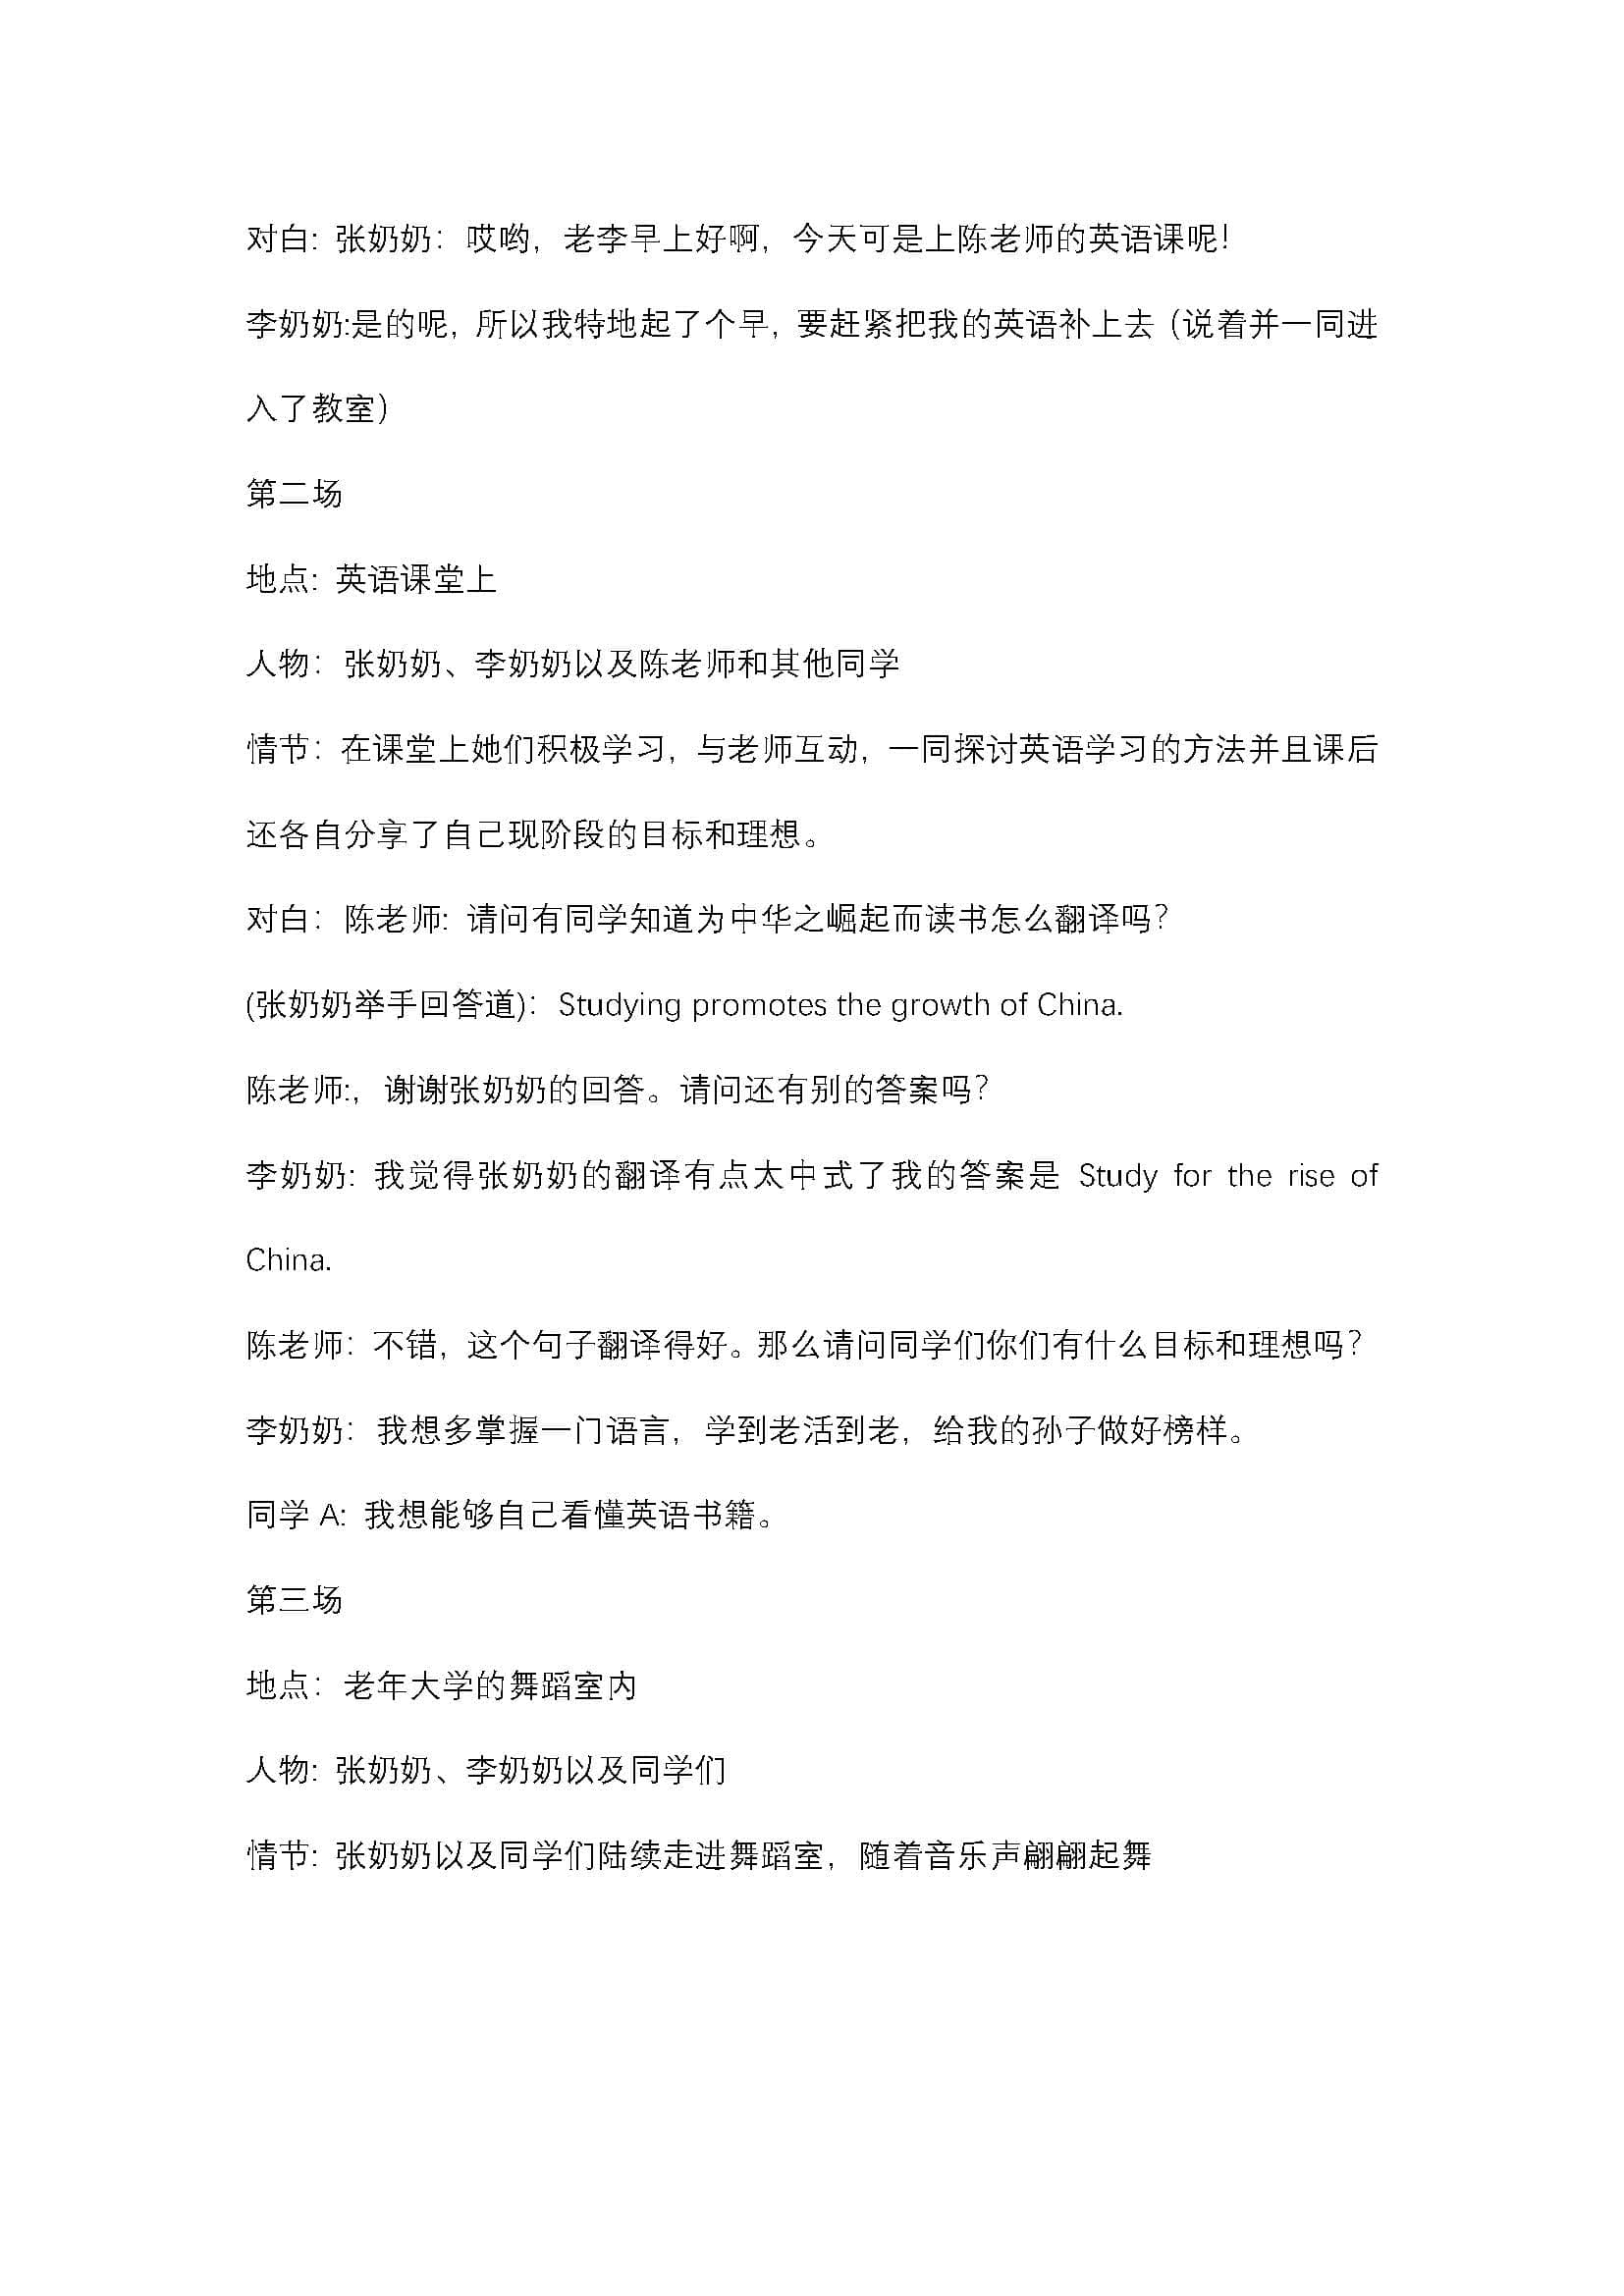 对白：张奶奶：哎哟，老李早上好啊，今天可是上陈老师的英语课呢！
李奶奶:是的呢，所以我特地起了个早，要赶紧把我的英语补上去（说着并一同进
入了教室）
第二场
地点：英语课堂上
人物：张奶奶、李奶奶以及陈老师和其他同学
情节：在课堂上她们积极学习，与老师互动，一同探讨英语学习的方法并且课后
还各自分享了自己现阶段的目标和理想。
对白：陈老师：请问有同学知道为中华之崛起而读书怎么翻译吗？
(张奶奶举手回答道)：Studying promotes the growth of China.
陈老师:，谢谢张奶奶的回答。请问还有别的答案吗？
李奶奶：我觉得张奶奶的翻译有点太中式了我的答案是 Study for the rise of
China.
陈老师：不错，这个句子翻译得好。那么请问同学们你们有什么目标和理想吗？
李奶奶：我想多掌握一门语言，学到老活到老，给我的孙子做好榜样。
同学 A：我想能够自己看懂英语书籍。
第三场
地点：老年大学的舞蹈室内
人物：张奶奶、李奶奶以及同学们
情节：张奶奶以及同学们陆续走进舞蹈室，随着音乐声翩翩起舞